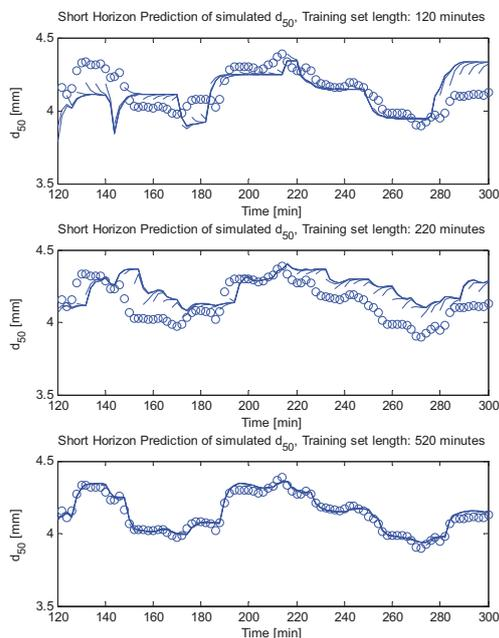 Short Horizon Prediction of simulated d50, Training set length: 120 minutes
4.5
4
3.5
d50 [mm]
120 140 160 180 200 220 240 260 280 300
Time [min]
Short Horizon Prediction of simulated d50, Training set length: 220 minutes
4.5
4
3.5
d50 [mm]
120 140 160 180 200 220 240 260 280 300
Time [min]
Short Horizon Prediction of simulated d50, Training set length: 520 minutes
4.5
4
3.5
d50 [mm]
120 140 160 180 200 220 240 260 280 300
Time [min]